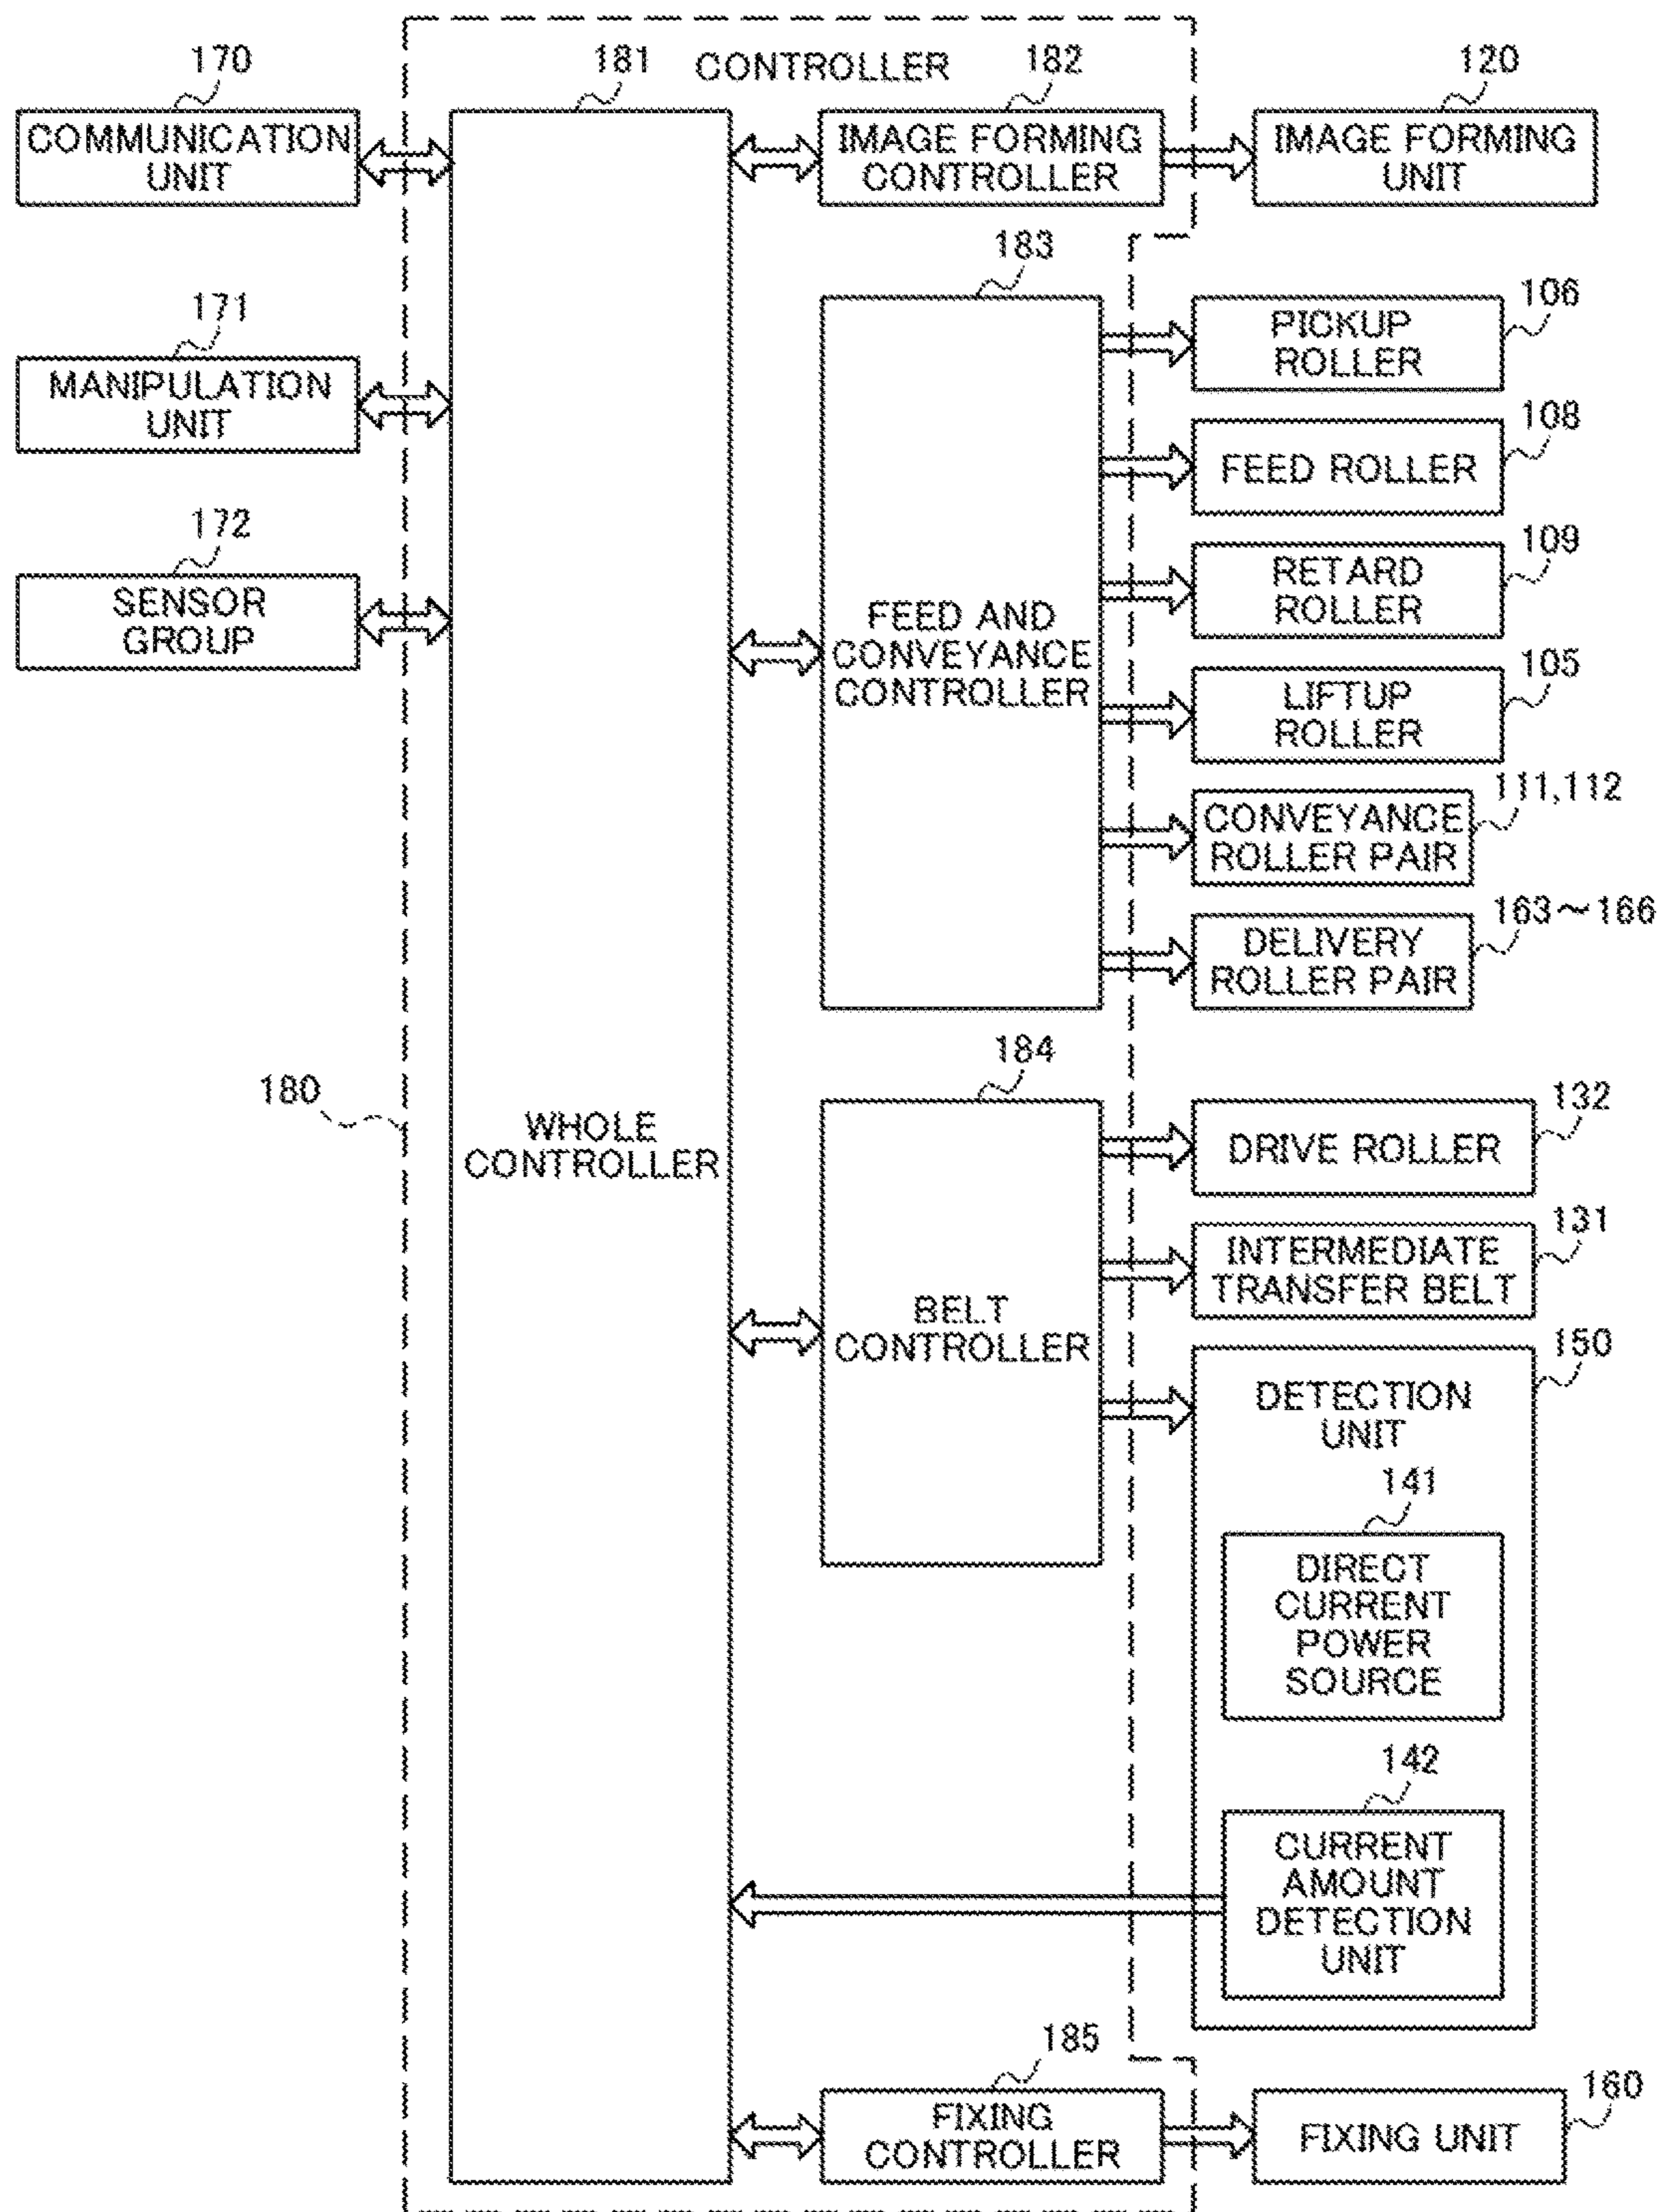 CONTROLLER
170
COMMUNICATION
UNIT
181
182
IMAGE FORMING
CONTROLLER
120
IMAGE FORMING
UNIT
171
MANIPULATION
UNIT
172
SENSOR
GROUP
180
WHOLE
CONTROLLER
183
FEED AND
CONVEYANCE
CONTROLLER
106
PICKUP
ROLLER
108
FEED ROLLER
109
RETARD
ROLLER
105
LIFTUP
ROLLER
111,112
CONVEYANCE
ROLLER PAIR
163~166
DELIVERY
ROLLER PAIR
184
BELT
CONTROLLER
132
DRIVE ROLLER
131
INTERMEDIATE
TRANSFER BELT
150
DETECTION
UNIT
141
DIRECT
CURRENT
POWER
SOURCE
142
CURRENT
AMOUNT
DETECTION
UNIT
185
FIXING
CONTROLLER
160
FIXING UNIT